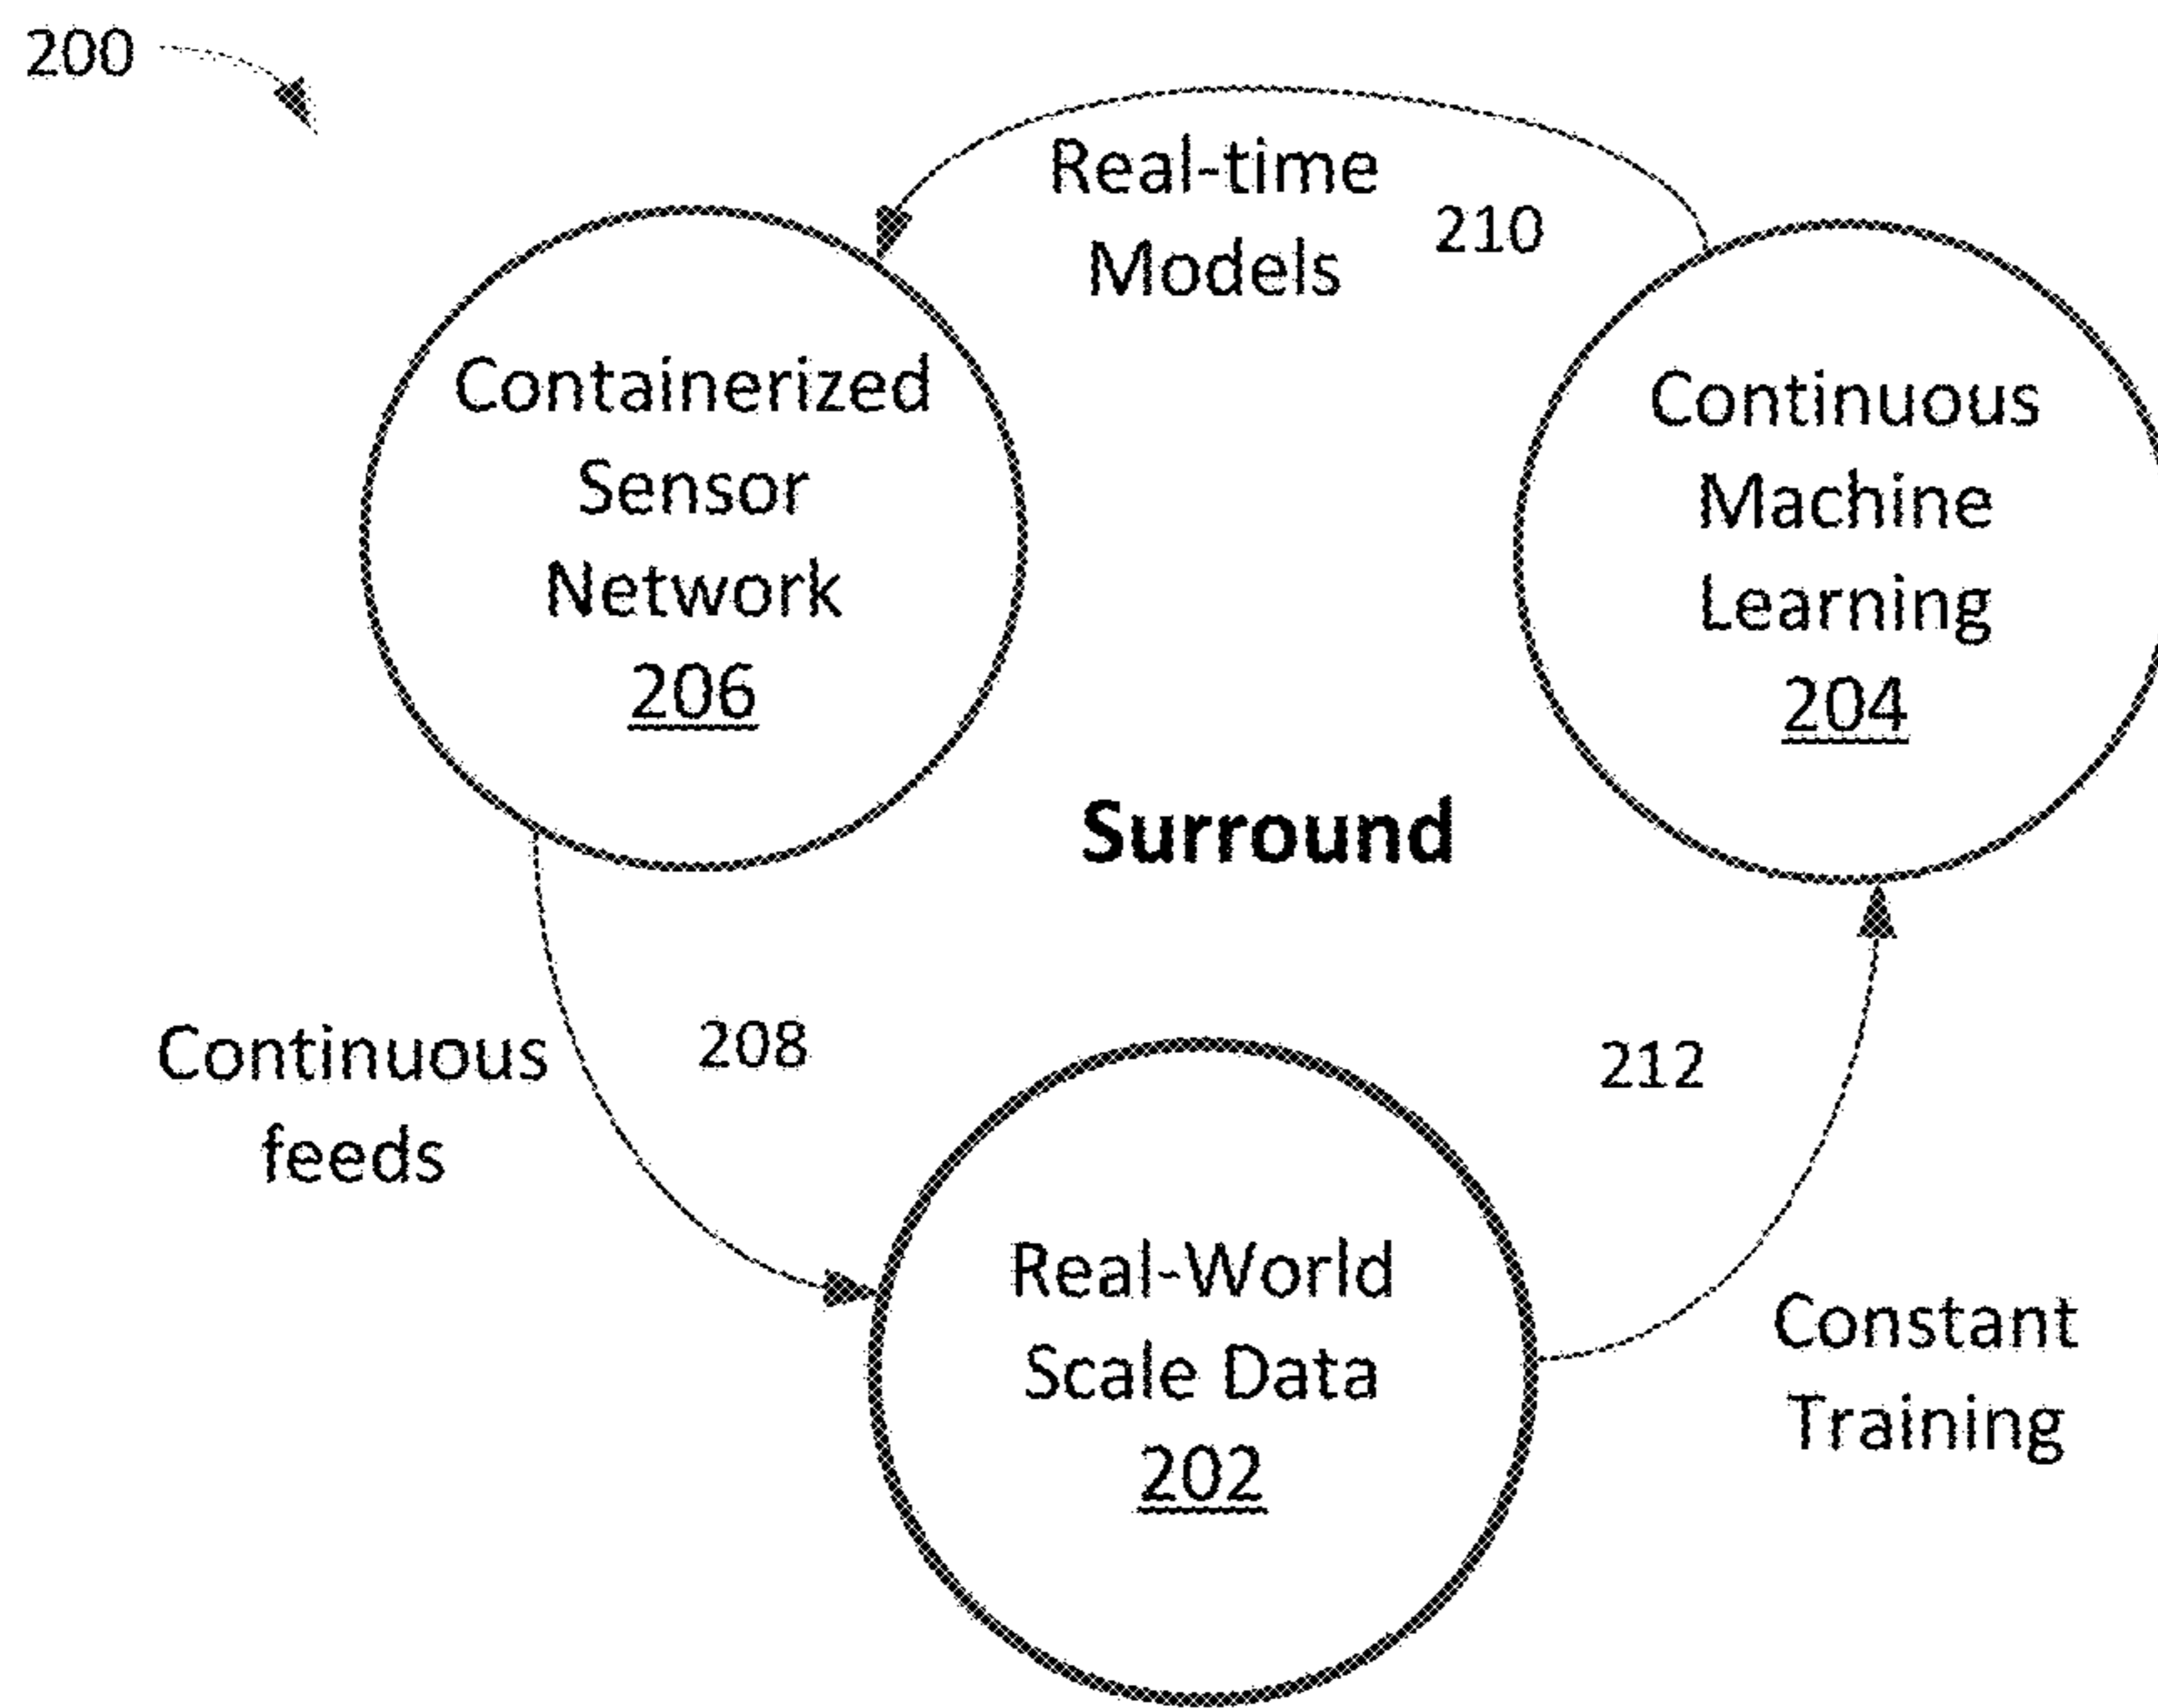 200
Real-time
Models
210
Containerized
Sensor
Network
206
Continuous
Machine
Learning
204
Surround
Continuous
feeds
208
212
Real-World
Scale Data
202
Constant
Training